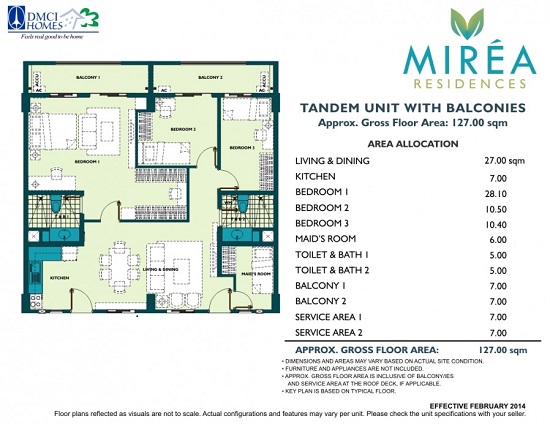 DMCI HOMES
Feels real good to be home
MIRÉA
RESIDENCES
TANDEM UNIT WITH BALCONIES
Approx. Gross Floor Area: 127.00 sqm
AREA ALLOCATION
LIVING & DINING 27.00 sqm
KITCHEN 7.00
BEDROOM 1 28.10
BEDROOM 2 10.50
BEDROOM 3 10.40
MAID'S ROOM 6.00
TOILET & BATH 1 5.00
TOILET & BATH 2 5.00
BALCONY 1 7.00
BALCONY 2 7.00
SERVICE AREA 1 7.00
SERVICE AREA 2 7.00
APPROX. GROSS FLOOR AREA: 127.00 sqm
• DIMENSIONS AND AREAS MAY VARY BASED ON ACTUAL SITE CONDITION.
• FURNITURE AND APPLIANCES ARE NOT INCLUDED.
• APPROX. GROSS FLOOR AREA IS INCLUSIVE OF BALCONY/IES
AND SERVICE AREA AT THE ROOF DECK, IF APPLICABLE.
• KEY PLAN IS BASED ON TYPICAL FLOOR.
ACCU
AC
BALCONY 1
BALCONY 2
ACCU
AC
BEDROOM 1
BEDROOM 2
BEDROOM 3
T & B 1
T & B 2
KITCHEN
LIVING & DINING
MAID'S ROOM
EFFECTIVE FEBRUARY 2014
Floor plans reflected as visuals are not to scale. Actual configurations and features may vary per unit. Please check the unit specifications with your seller.